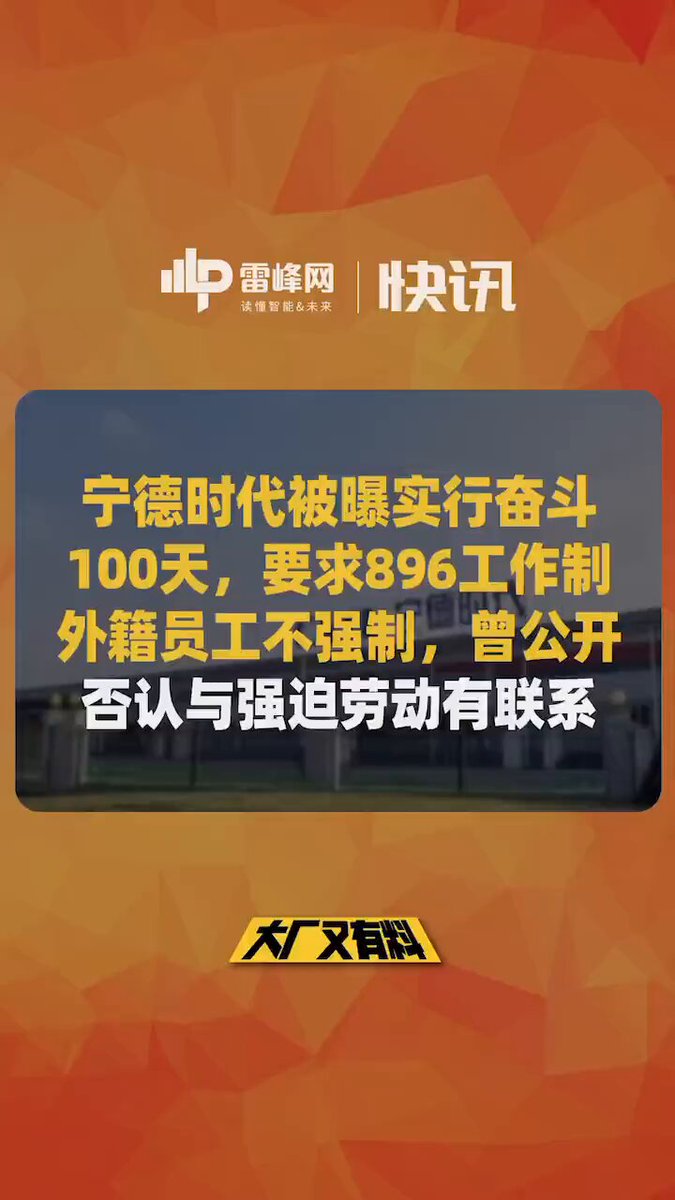 雷峰网
读懂智能&未来
快讯
宁德时代被曝实行奋斗
100天，要求896工作制
外籍员工不强制，曾公开
否认与强迫劳动有联系
大厂又有料